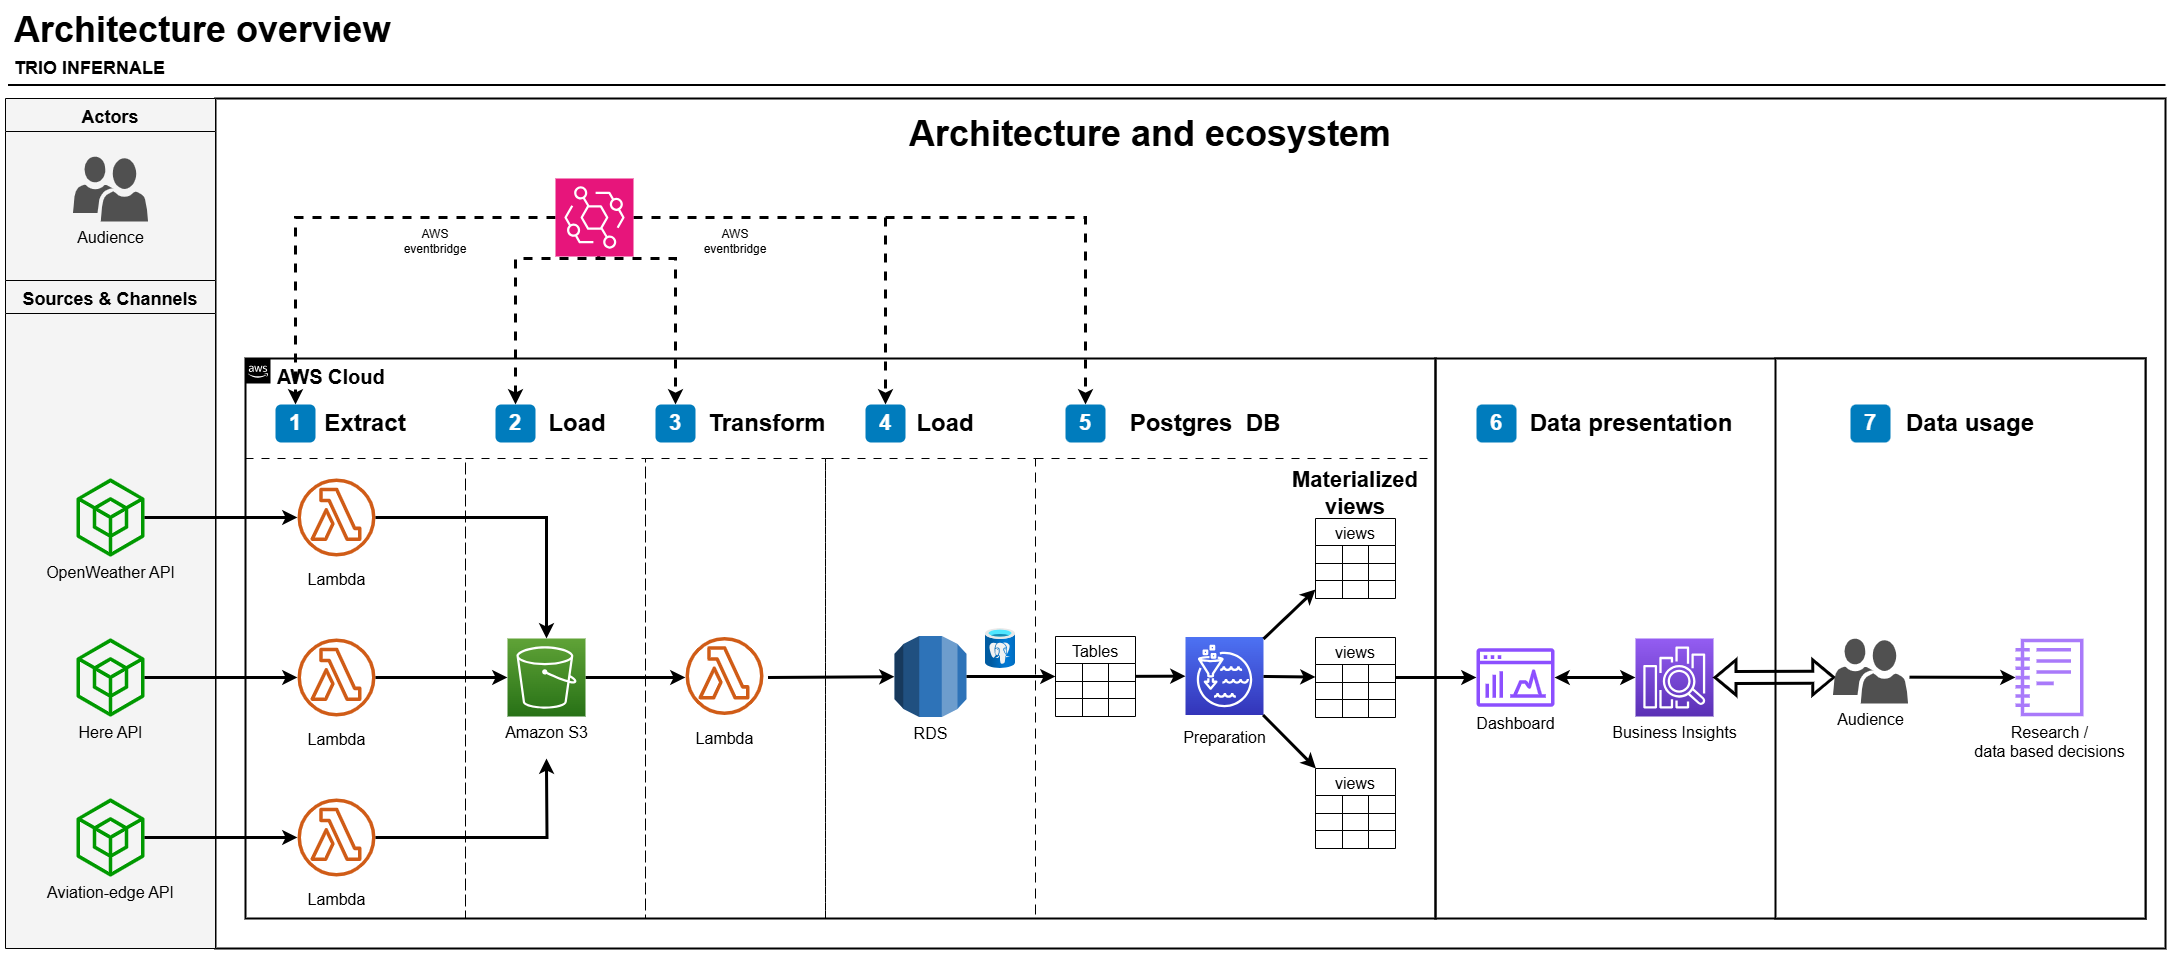 Architecture overview
TRIO INFERNALE
Actors
Audience
Sources & Channels
OpenWeather API
Here API
Aviation-edge API
Architecture and ecosystem
AWS
eventbridge
AWS
eventbridge
aws
AWS Cloud
1 Extract
2 Load
3 Transform
4 Load
5 Postgres DB
6 Data presentation
7 Data usage
Lambda
Lambda
Lambda
Amazon S3
Lambda
RDS
Tables
Preparation
Materialized
views
views
views
views
Dashboard
Business Insights
Audience
Research /
data based decisions